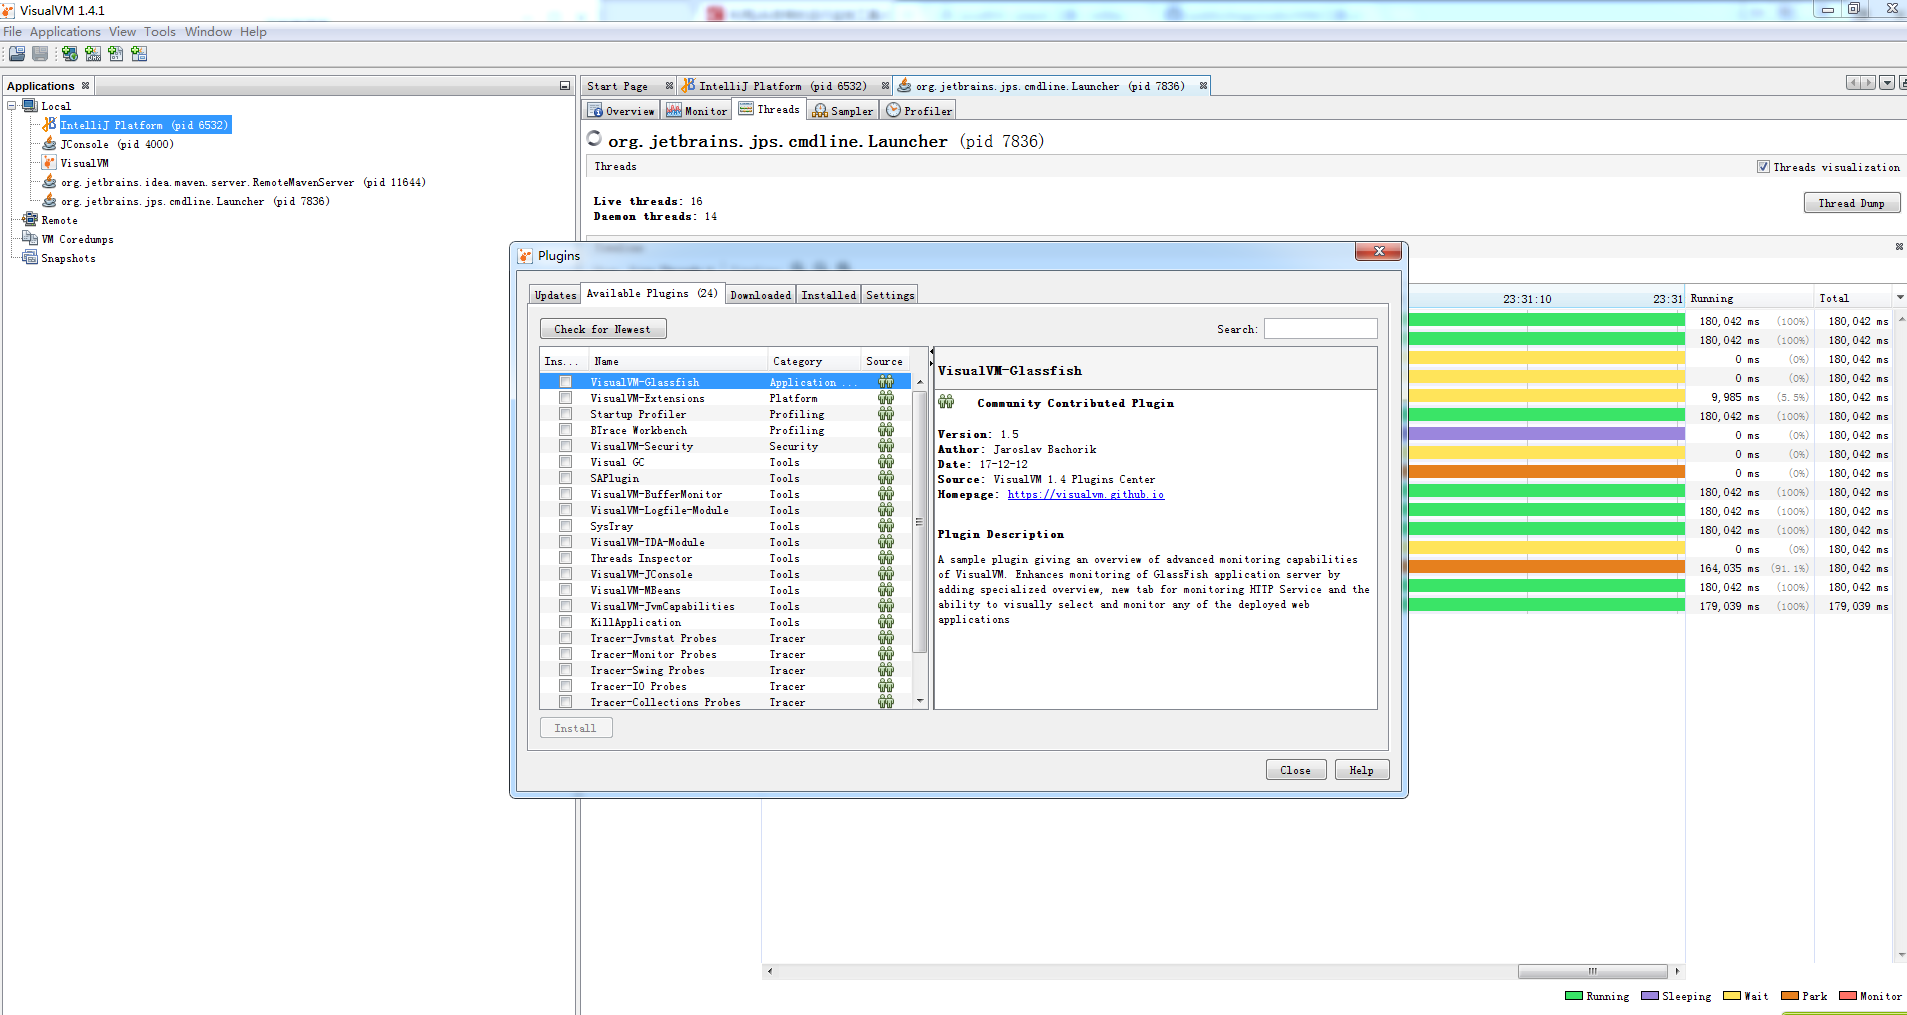 VisualVM 1.4.1
File Applications View Tools Window Help
Applications
Local
IntelliJ Platform (pid 6532)
JConsole (pid 4000)
VisualVM
org.jetbrains.idea.maven.server.RemoteMavenServer (pid 11644)
org.jetbrains.jps.cmdline.Launcher (pid 7836)
Remote
VM Coredumps
Snapshots
Start Page IntelliJ Platform (pid 6532) org.jetbrains.jps.cmdline.Launcher (pid 7836)
Overview Monitor Threads Sampler Profiler
org.jetbrains.jps.cmdline.Launcher (pid 7836)
Threads Threads visualization
Live threads: 16
Daemon threads: 14
Thread Dump
Plugins
Updates Available Plugins (24) Downloaded Installed Settings
Check for Newest Search:
Ins... Name Category Source
VisualVM-Glassfish Application ...
VisualVM-Extensions Platform
Startup Profiler Profiling
BTrace Workbench Profiling
VisualVM-Security Security
Visual GC Tools
SAPlugin Tools
VisualVM-BufferMonitor Tools
VisualVM-Logfile-Module Tools
SysTray Tools
VisualVM-TDA-Module Tools
Threads Inspector Tools
VisualVM-JConsole Tools
VisualVM-MBeans Tools
VisualVM-JvmCapabilities Tools
KillApplication Tools
Tracer-Jvmstat Probes Tracer
Tracer-Monitor Probes Tracer
Tracer-Swing Probes Tracer
Tracer-IO Probes Tracer
Tracer-Collections Probes Tracer
Install
VisualVM-Glassfish
Community Contributed Plugin
Version: 1.5
Author: Jaroslav Bachorik
Date: 17-12-12
Source: VisualVM 1.4 Plugins Center
Homepage: https://visualvm.github.io
Plugin Description
A sample plugin giving an overview of advanced monitoring capabilities
of VisualVM. Enhances monitoring of GlassFish application server by
adding specialized overview, new tab for monitoring HTTP Service and the
ability to visually select and monitor any of the deployed web
applications
Close Help
23:31:10 23:31 Running Total
180,042 ms (100%) 180,042 ms
180,042 ms (100%) 180,042 ms
0 ms (0%) 180,042 ms
0 ms (0%) 180,042 ms
9,985 ms (5.5%) 180,042 ms
180,042 ms (100%) 180,042 ms
0 ms (0%) 180,042 ms
0 ms (0%) 180,042 ms
0 ms (0%) 180,042 ms
180,042 ms (100%) 180,042 ms
180,042 ms (100%) 180,042 ms
180,042 ms (100%) 180,042 ms
0 ms (0%) 180,042 ms
164,035 ms (91.1%) 180,042 ms
180,042 ms (100%) 180,042 ms
179,039 ms (100%) 179,039 ms
Running Sleeping Wait Park Monitor